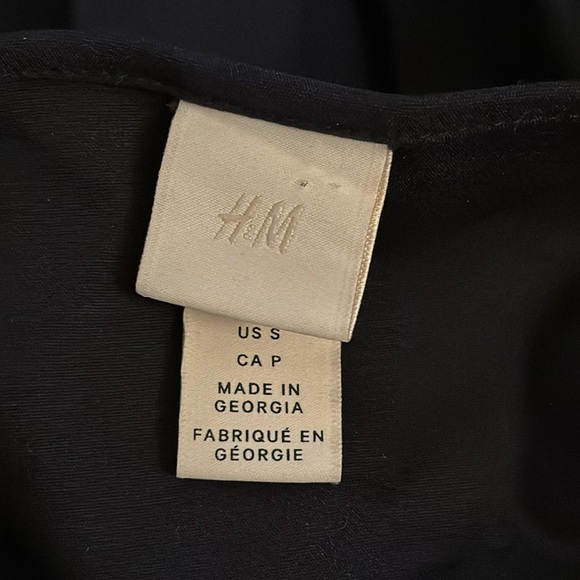 H&M
US S
CA P
MADE IN
GEORGIA
FABRIQUÉ EN
GÉORGIE